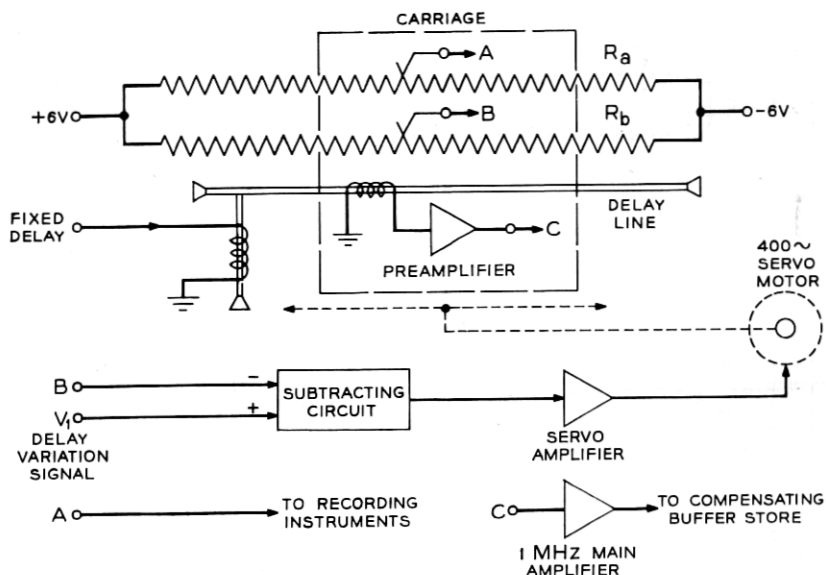 CARRIAGE
A
Ra
+6V
B
Rb
-6V
FIXED
DELAY
DELAY
LINE
C
PREAMPLIFIER
400~
SERVO
MOTOR
B
−
SUBTRACTING
CIRCUIT
V1
+
DELAY
VARIATION
SIGNAL
SERVO
AMPLIFIER
A
TO RECORDING
INSTRUMENTS
C
TO COMPENSATING
BUFFER STORE
1 MHz MAIN
AMPLIFIER